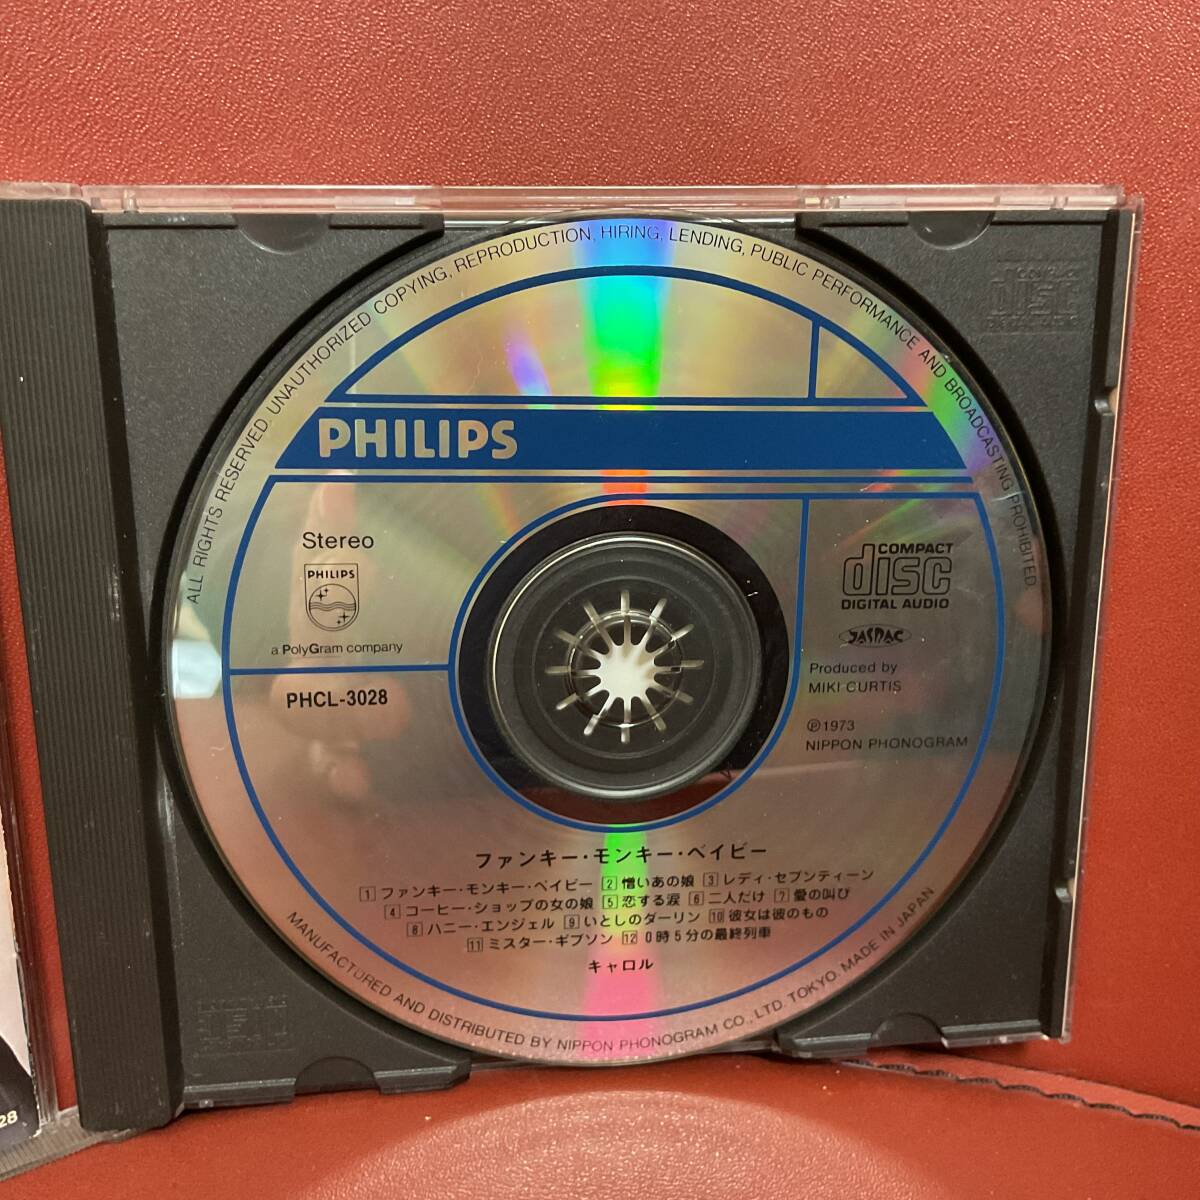 ALL RIGHTS RESERVED. UNAUTHORIZED COPYING, REPRODUCTION, HIRING, LENDING, PUBLIC PERFORMANCE AND BROADCASTING PROHIBITED
PHILIPS
Stereo
PHILIPS
a PolyGram company
PHCL-3028
COMPACT
disc
DIGITAL AUDIO
JASRAC
Produced by
MIKI CURTIS
℗1973
NIPPON PHONOGRAM
ファンキー・モンキー・ベイビー
1 ファンキー・モンキー・ベイビー 2 憎いあの娘 3 レディ・セブンティーン
4 コーヒー・ショップの女の娘 5 恋する涙 6 二人だけ 7 愛の叫び
8 ハニー・エンジェル 9 いとしのダーリン 10 彼女は彼のもの
11 ミスター・ギブソン 12 0時5分の最終列車
キャロル
MANUFACTURED AND DISTRIBUTED BY NIPPON PHONOGRAM CO., LTD. TOKYO. MADE IN JAPAN
28